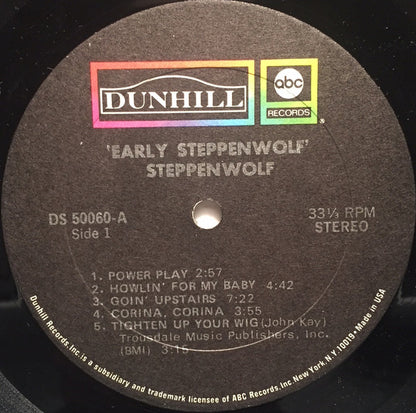 DUNHILL
abc
RECORDS
®
'EARLY STEPPENWOLF'
STEPPENWOLF
DS 50060-A
Side 1
33⅓ RPM
STEREO
1. POWER PLAY 2:57
2. HOWLIN' FOR MY BABY 4:42
3. GOIN' UPSTAIRS 7:22
4. CORINA, CORINA 3:55
5. TIGHTEN UP YOUR WIG (John Kay)
Trousdale Music Publishers, Inc.
(BMI) 3:15
Dunhill Records, Inc. is a subsidiary and trademark licensee of ABC Records, Inc. New York, N.Y. 10019 • Made in USA